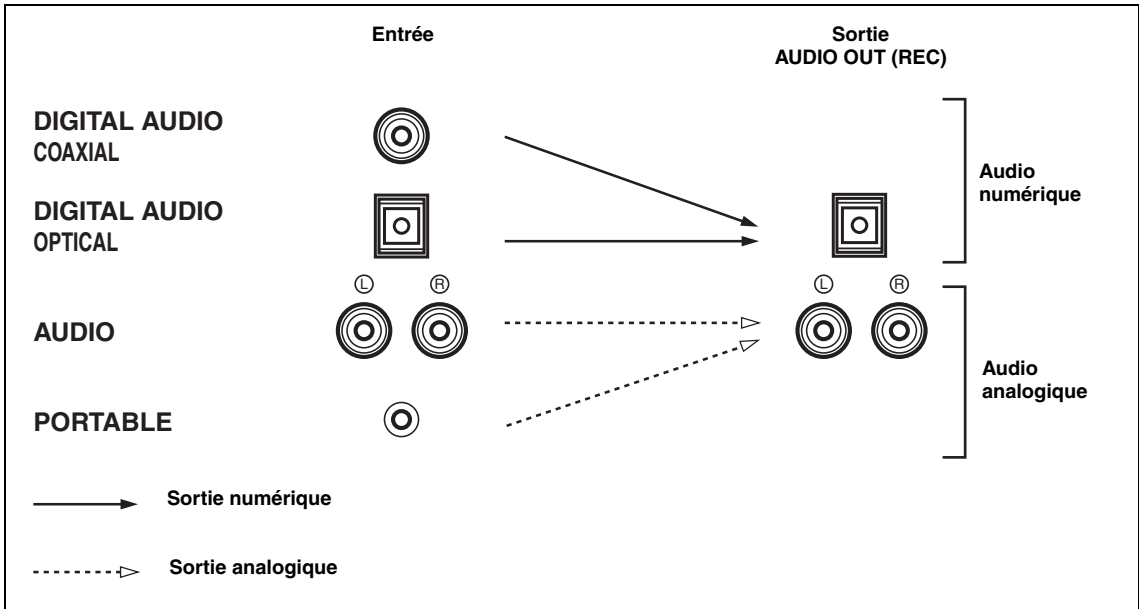 Entrée
Sortie
AUDIO OUT (REC)
DIGITAL AUDIO
COAXIAL
DIGITAL AUDIO
OPTICAL
Audio
numérique
L R
L R
AUDIO
Audio
analogique
PORTABLE
Sortie numérique
Sortie analogique